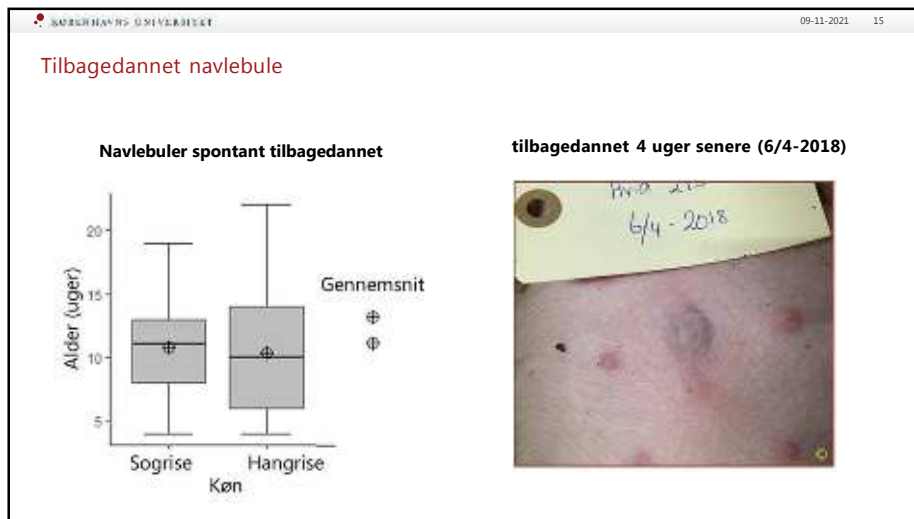 KØBENHAVNS UNIVERSITET
09-11-2021 15
Tilbagedannet navlebule
Navlebuler spontant tilbagedannet
tilbagedannet 4 uger senere (6/4-2018)
20
15
10
5
Alder (uger)
Gennemsnit
Sogrise Hangrise
Køn
6/4 - 2018